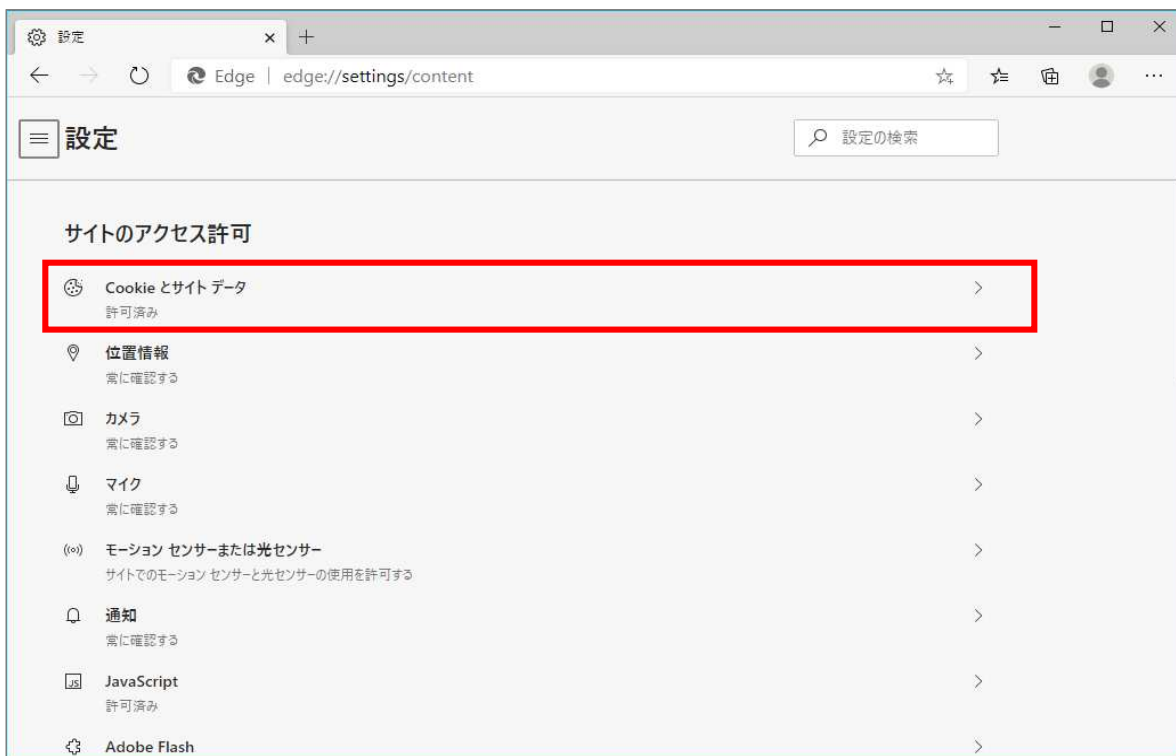 設定
Edge | edge://settings/content
設定
設定の検索
サイトのアクセス許可
Cookie とサイト データ
許可済み
位置情報
常に確認する
カメラ
常に確認する
マイク
常に確認する
モーション センサーまたは光センサー
サイトでのモーション センサーと光センサーの使用を許可する
通知
常に確認する
JS
JavaScript
許可済み
Adobe Flash